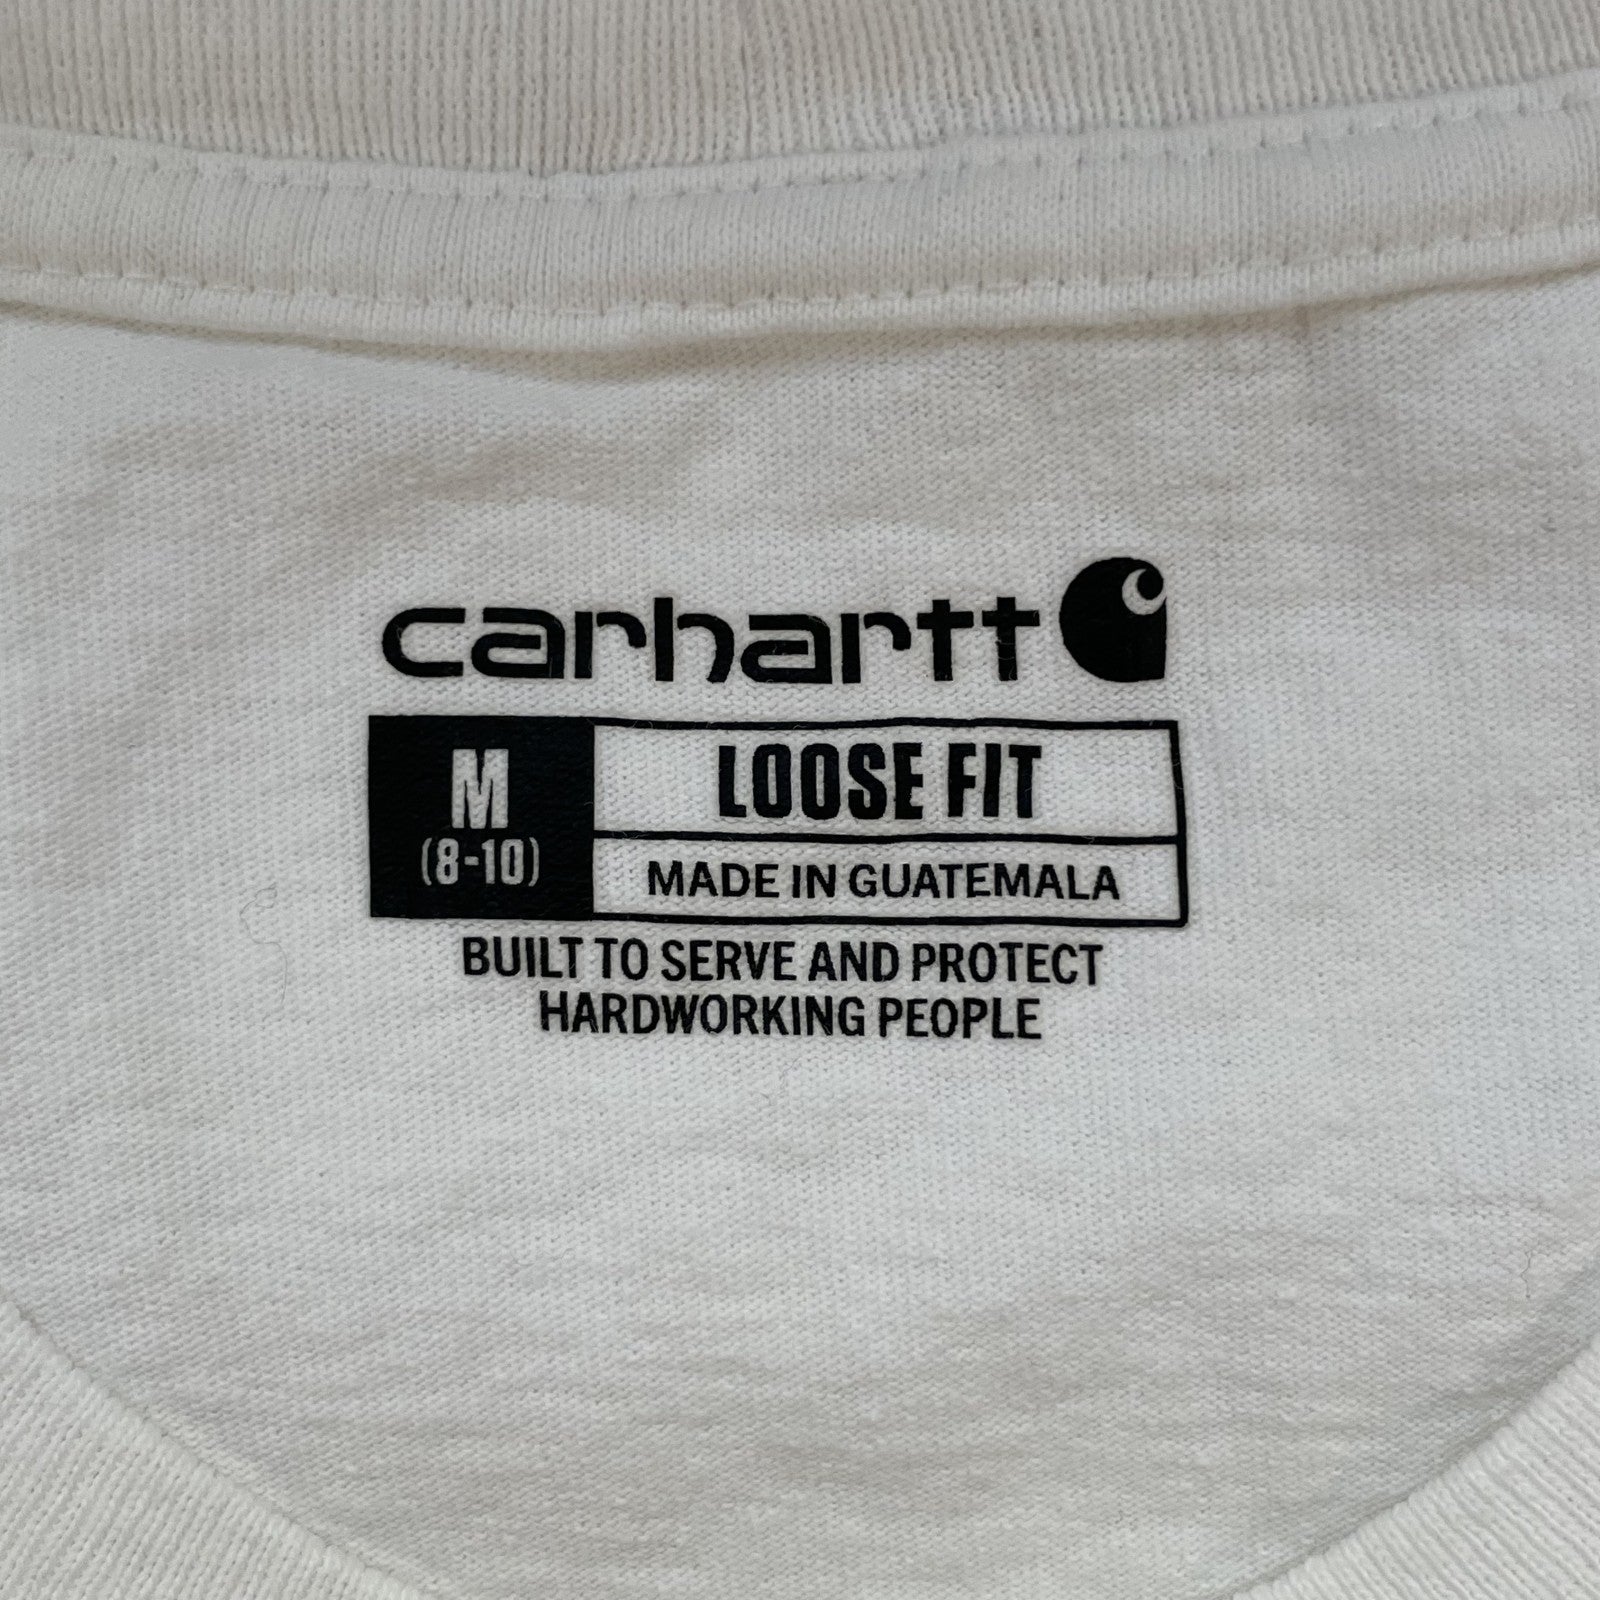 carhartt
M
(8-10)
LOOSE FIT
MADE IN GUATEMALA
BUILT TO SERVE AND PROTECT
HARDWORKING PEOPLE